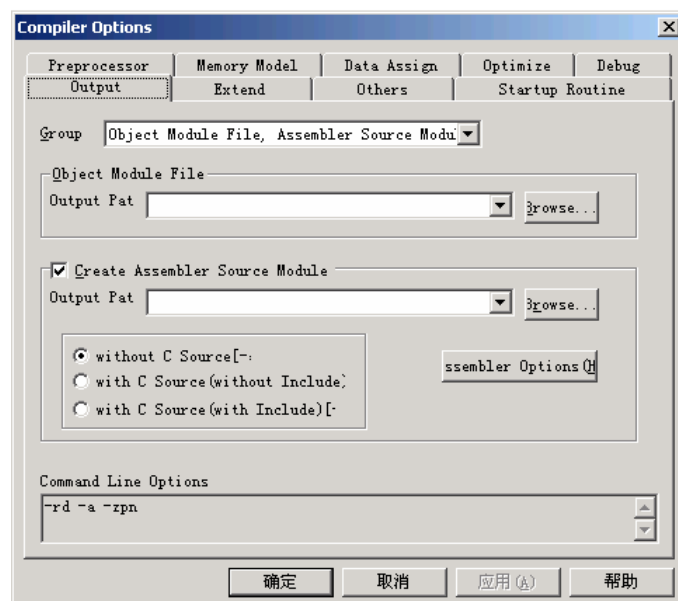 Compiler Options
Preprocessor Memory Model Data Assign Optimize Debug
Output Extend Others Startup Routine
Group Object Module File, Assembler Source Modu
Object Module File
Output Pat
Browse...
Create Assembler Source Module
Output Pat
Browse...
without C Source[-
with C Source(without Include)
with C Source(with Include)[-
ssembler Options(H
Command Line Options
-rd -a -zpn
确定 取消 应用(A) 帮助